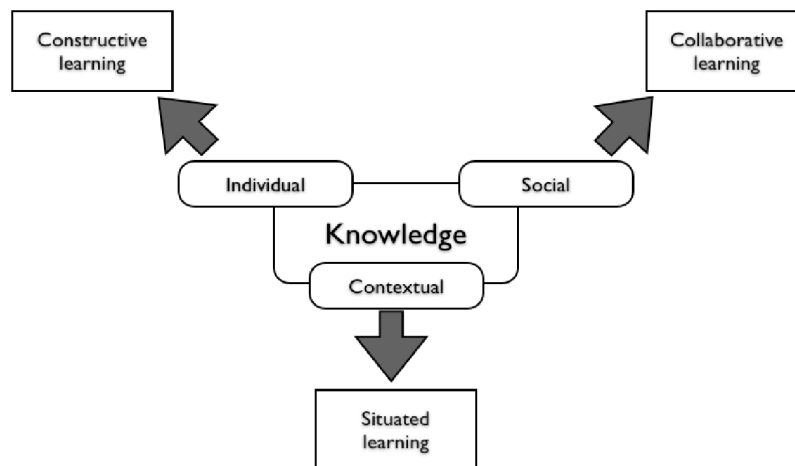 Constructive
learning
Collaborative
learning
Individual
Social
Knowledge
Contextual
Situated
learning